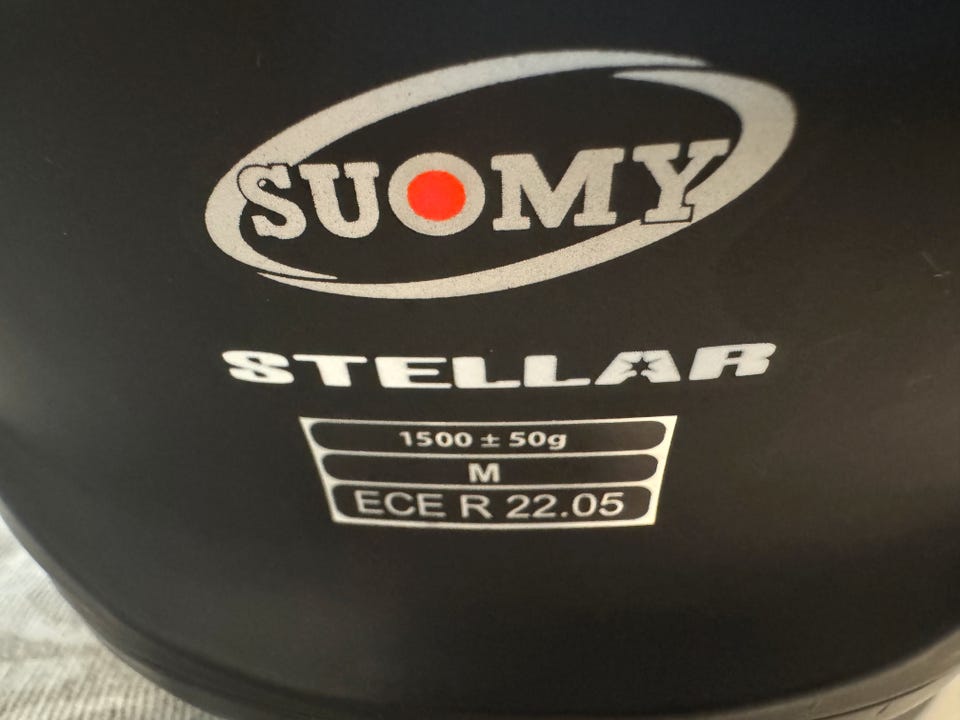 SUOMY
STELLAR
1500 ± 50g
M
ECE R 22.05